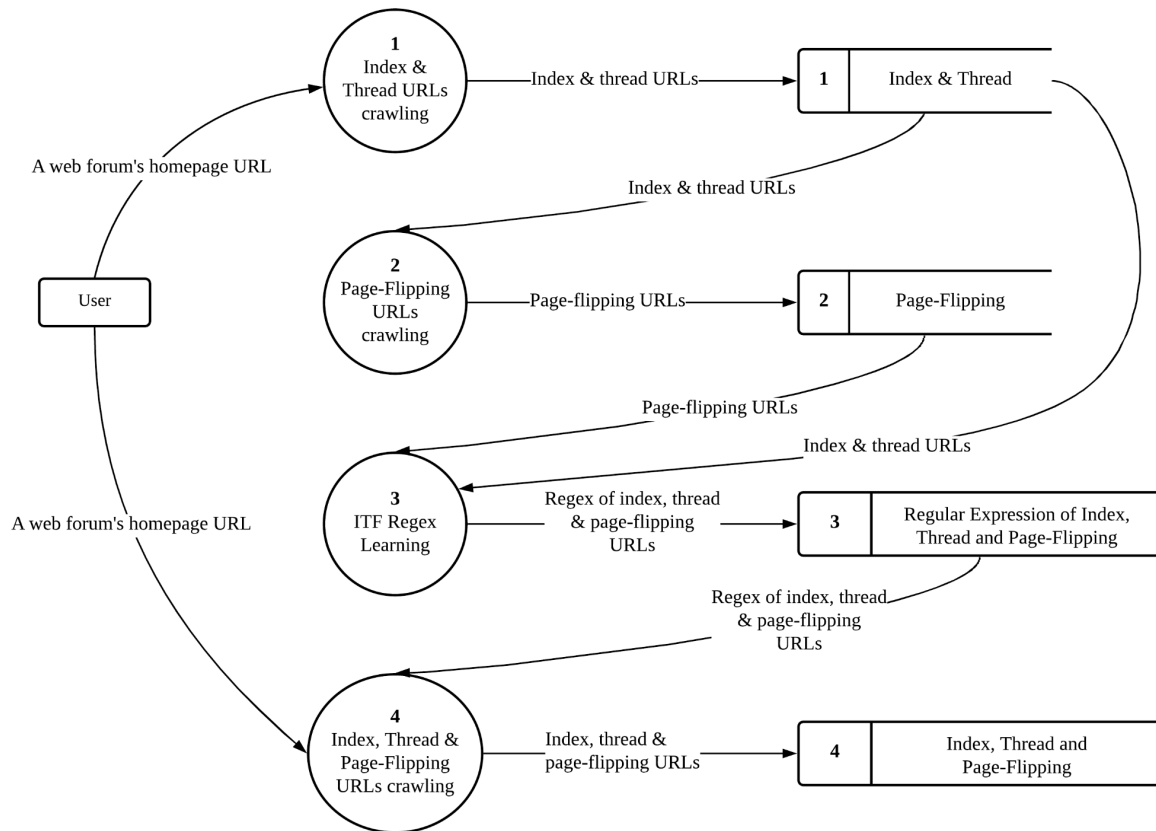 1
Index &
Thread URLs
crawling
Index & thread URLs
1
Index & Thread
A web forum's homepage URL
Index & thread URLs
User
2
Page-Flipping
URLs
crawling
Page-flipping URLs
2
Page-Flipping
Page-flipping URLs
Index & thread URLs
A web forum's homepage URL
3
ITF Regex
Learning
Regex of index, thread
& page-flipping
URLs
3
Regular Expression of Index,
Thread and Page-Flipping
Regex of index, thread
& page-flipping
URLs
4
Index, Thread &
Page-Flipping
URLs crawling
Index, thread &
page-flipping URLs
4
Index, Thread and
Page-Flipping